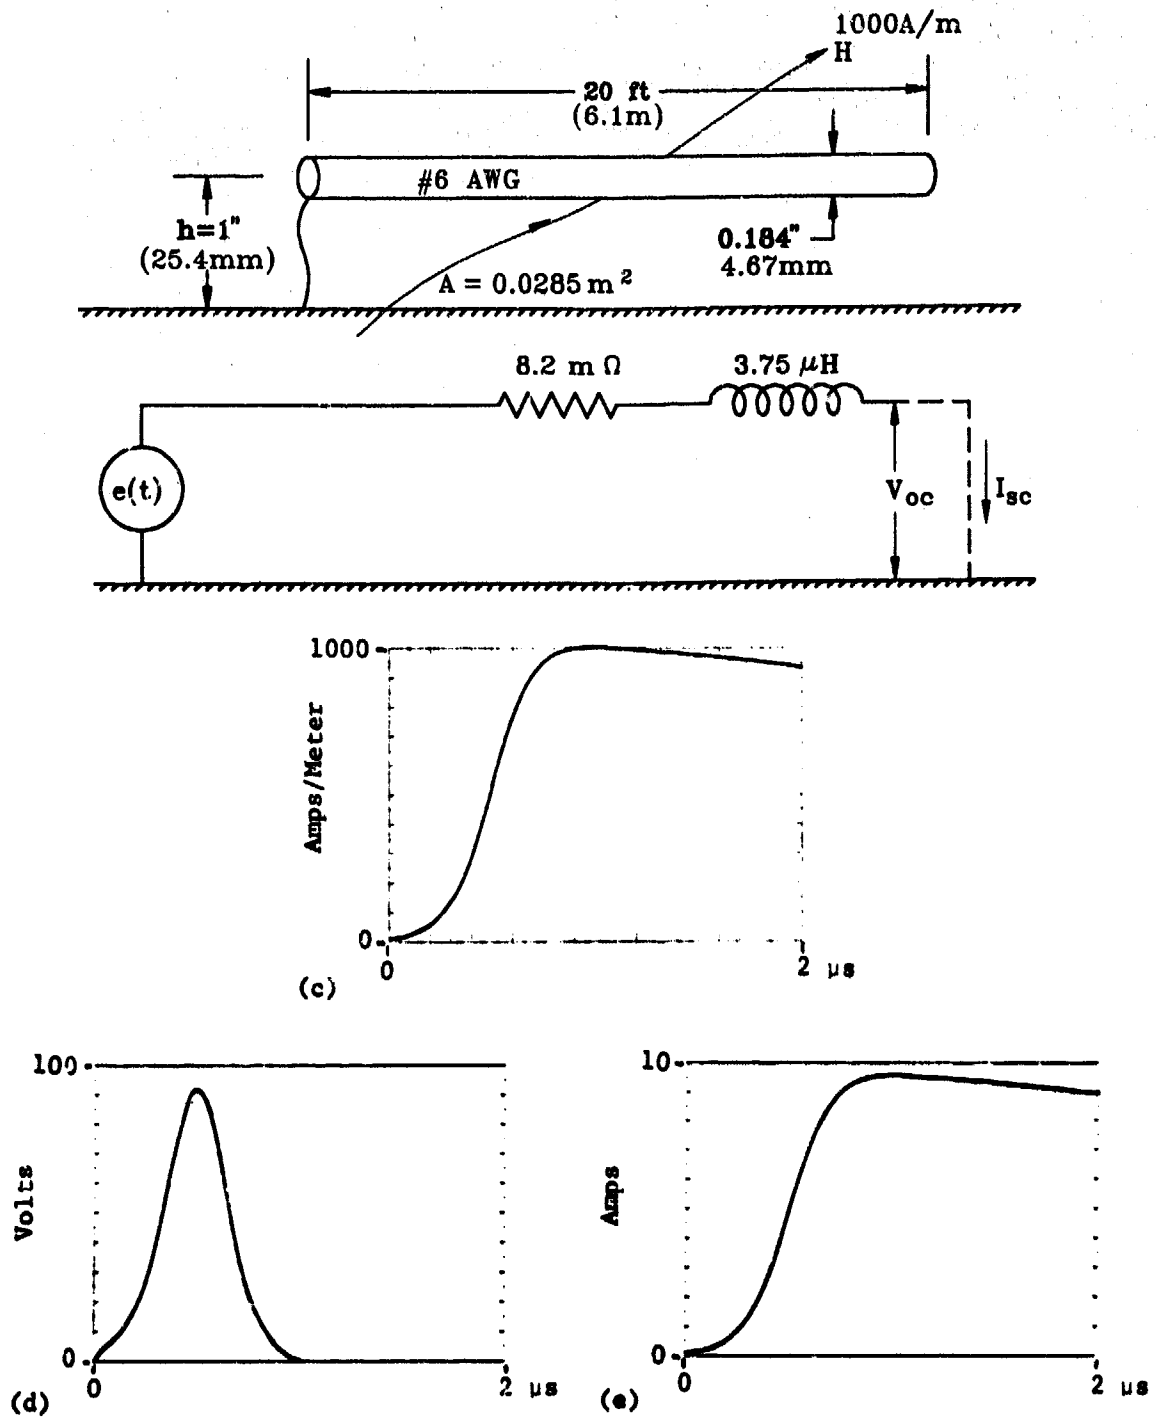 1000A/m
H
20 ft
(6.1m)
#6 AWG
h=1"
(25.4mm)
0.184"
4.67mm
A = 0.0285 m²
8.2 m Ω
3.75 μH
e(t)
Voc
Isc
1000
Amps/Meter
0
0
2 μs
(c)
100
Volts
0
0
2 μs
(d)
10
Amps
0
0
2 μs
(e)